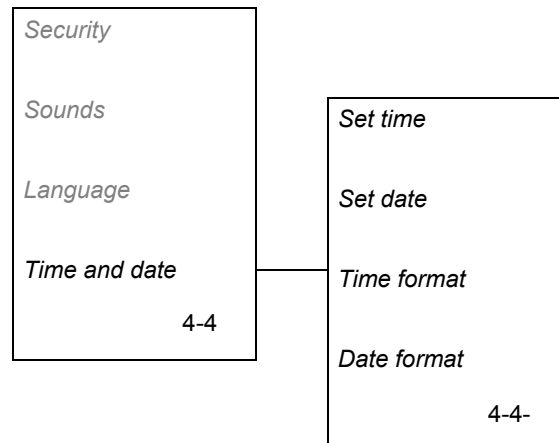 Security
Sounds
Language
Time and date
4-4
Set time
Set date
Time format
Date format
4-4-